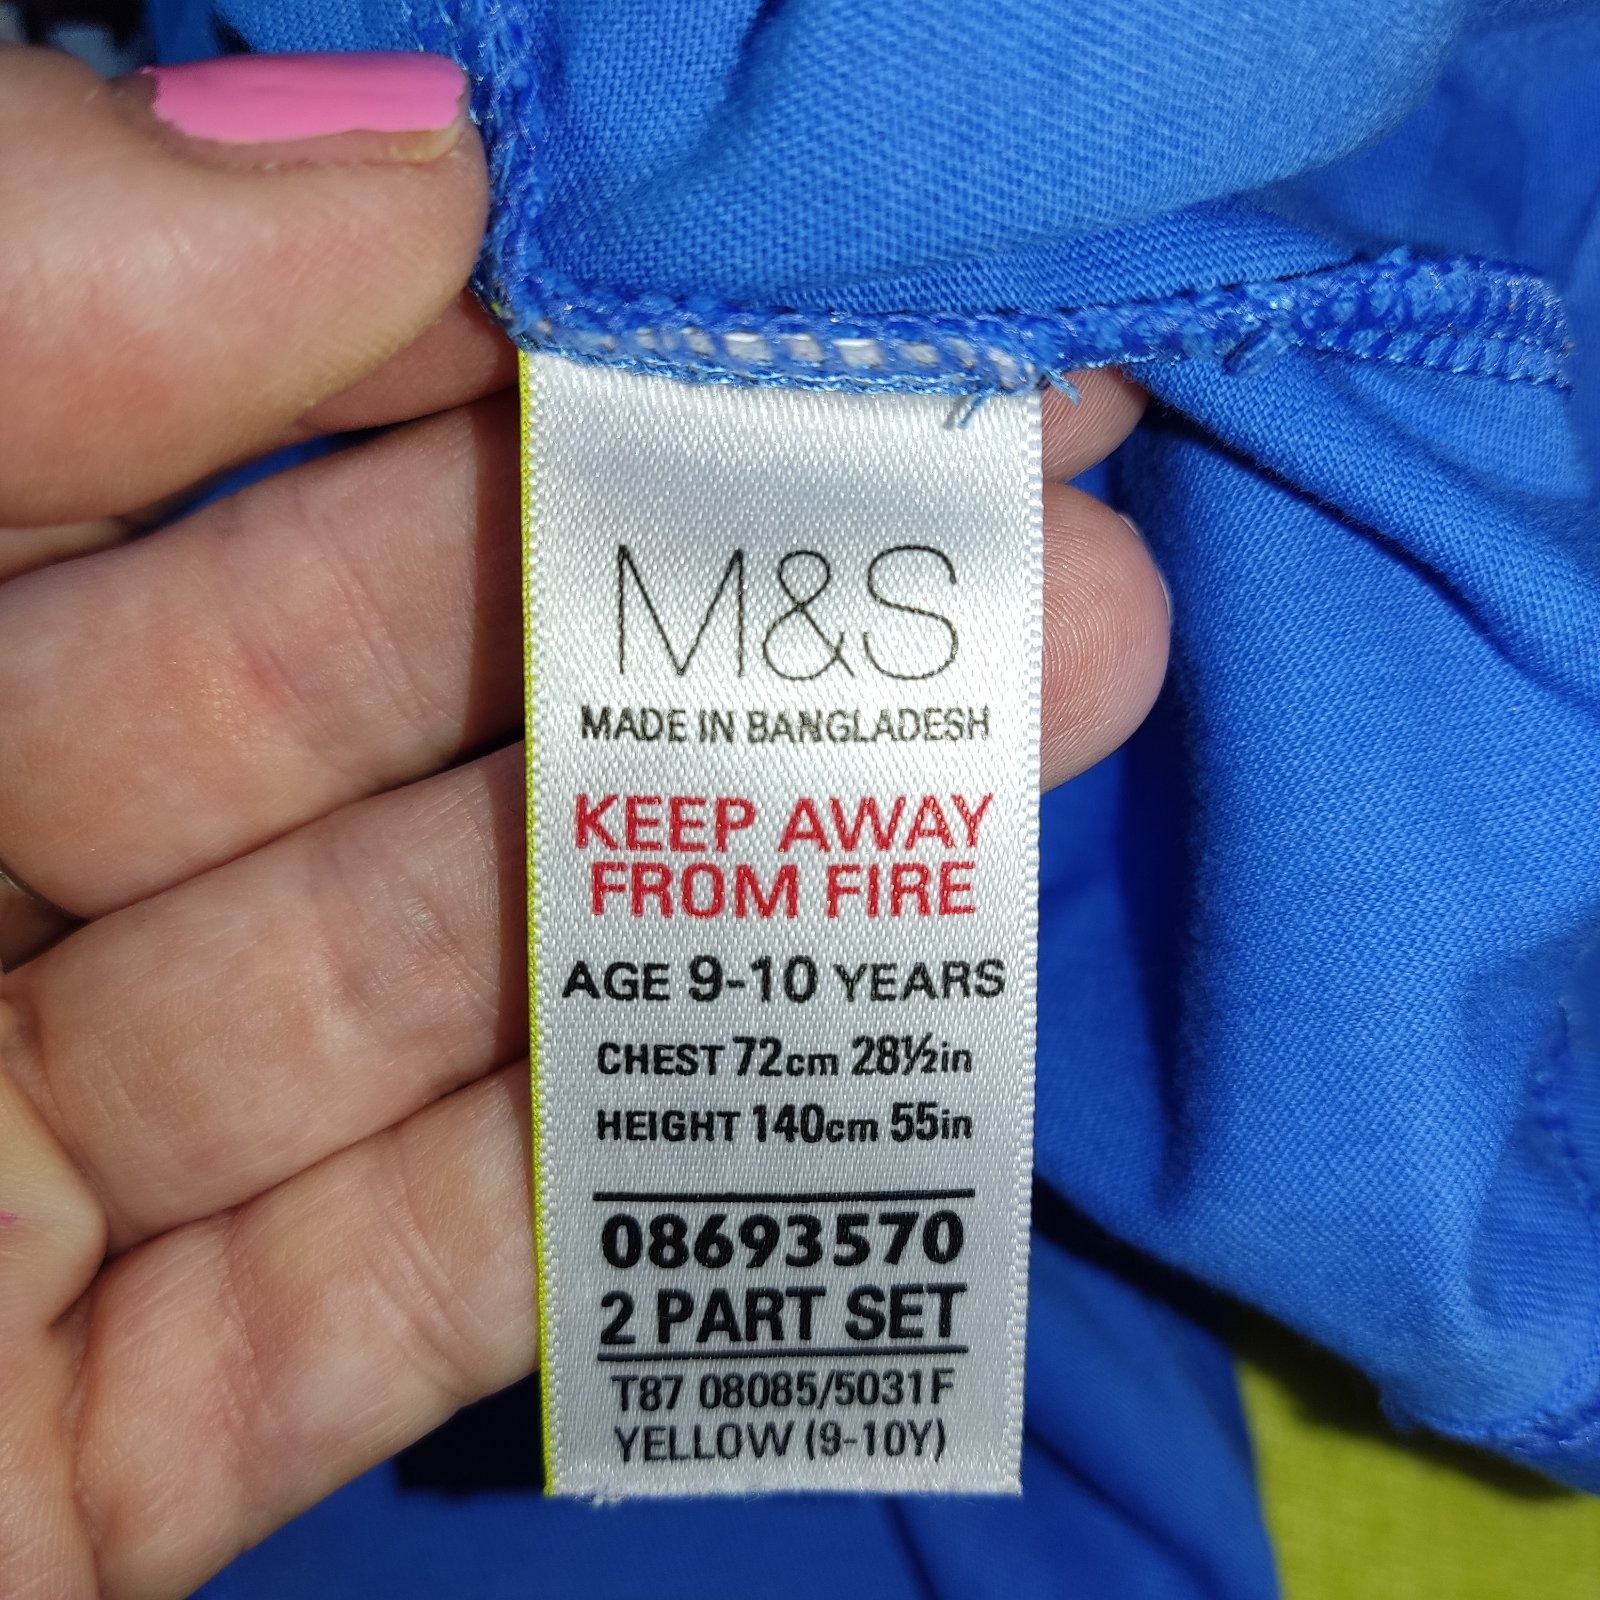 M&S
MADE IN BANGLADESH
KEEP AWAY
FROM FIRE
AGE 9-10 YEARS
CHEST 72cm 28½in
HEIGHT 140cm 55in
08693570
2 PART SET
T87 08085/5031F
YELLOW (9-10Y)